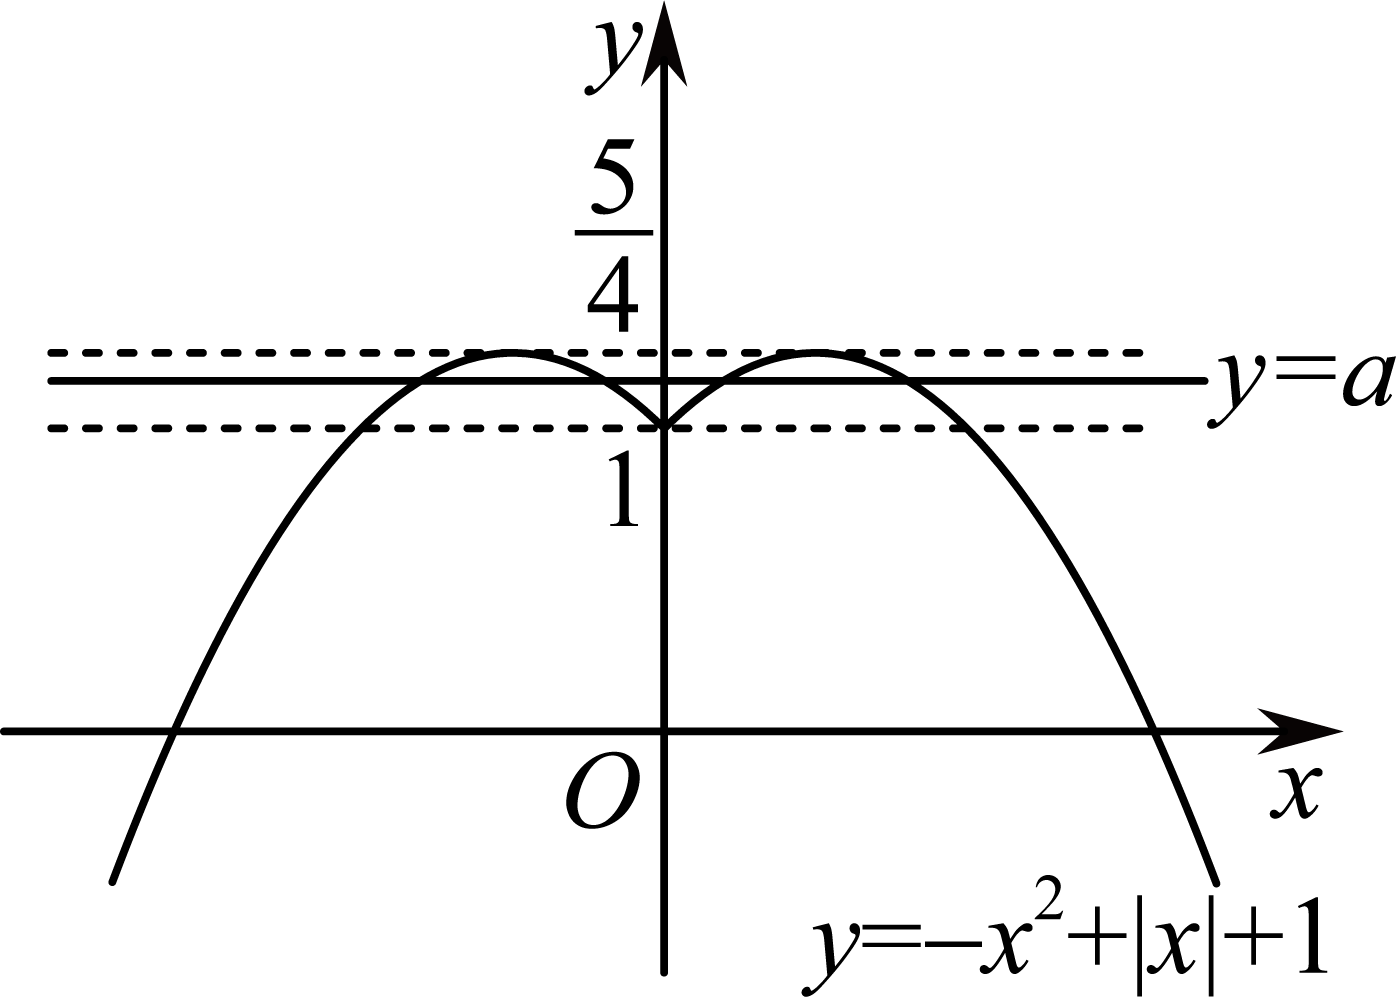 y
5/4
y=a
1
O
x
y=−x²+|x|+1